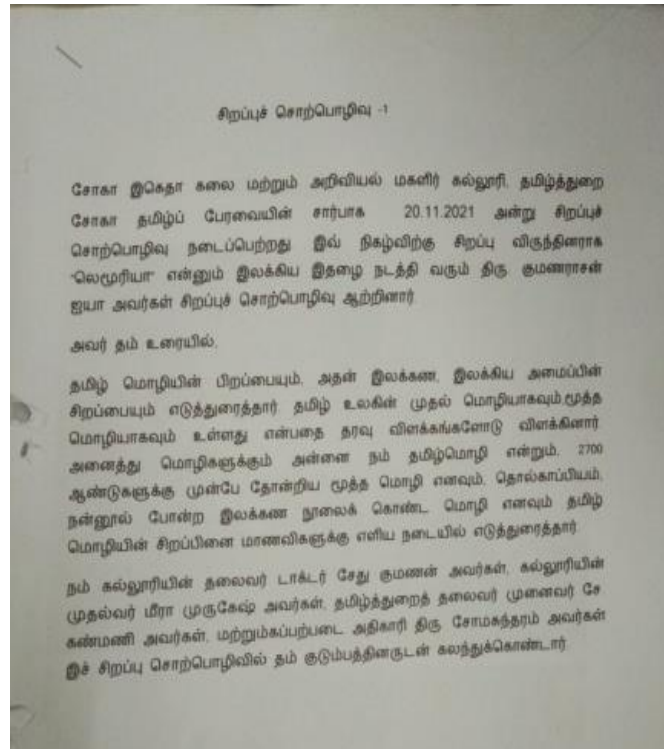 சிறப்புச் சொற்பொழிவு -1
சோகா இகெதா கலை மற்றும் அறிவியல் மகளிர் கல்லூரி, தமிழ்த்துறை
சோகா தமிழ்ப் பேரவையின் சார்பாக 20.11.2021 அன்று சிறப்புச்
சொற்பொழிவு நடைப்பெற்றது இவ் நிகழ்விற்கு சிறப்பு விருந்தினராக
"லெமூரியா" என்னும் இலக்கிய இதழை நடத்தி வரும் திரு குமணராசன்
ஐயா அவர்கள் சிறப்புச் சொற்பொழிவு ஆற்றினார்.
அவர் தம் உரையில்,
தமிழ் மொழியின் பிறப்பையும், அதன் இலக்கண, இலக்கிய அமைப்பின்
சிறப்பையும் எடுத்துரைத்தார். தமிழ் உலகின் முதல் மொழியாகவும்,மூத்த
மொழியாகவும் உள்ளது என்பதை தரவு விளக்கங்களோடு விளக்கினார்.
அனைத்து மொழிகளுக்கும் அன்னை நம் தமிழ்மொழி என்றும், 2700
ஆண்டுகளுக்கு முன்பே தோன்றிய மூத்த மொழி எனவும், தொல்காப்பியம்,
நன்னூல் போன்ற இலக்கண நூலைக் கொண்ட மொழி எனவும் தமிழ்
மொழியின் சிறப்பினை மாணவிகளுக்கு எளிய நடையில் எடுத்துரைத்தார்.
நம் கல்லூரியின் தலைவர் டாக்டர் சேது குமணன் அவர்கள், கல்லூரியின்
முதல்வர் மீரா முருகேஷ் அவர்கள், தமிழ்த்துறைத் தலைவர் முனைவர் சே.
கண்மணி அவர்கள், மற்றும்கப்பற்படை அதிகாரி திரு சோமசுந்தரம் அவர்கள்
இச் சிறப்பு சொற்பொழிவில் தம் குடும்பத்தினருடன் கலந்துக்கொண்டார்.